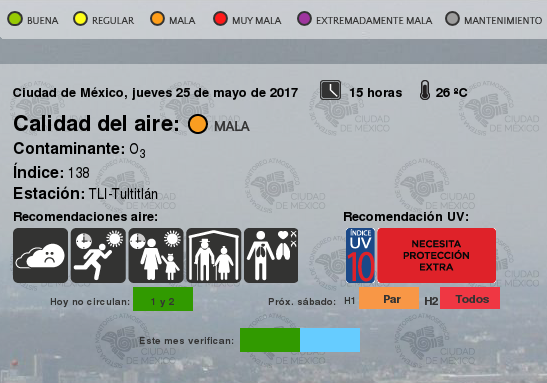 BUENA REGULAR MALA MUY MALA EXTREMADAMENTE MALA MANTENIMIENTO
Ciudad de México, jueves 25 de mayo de 2017 15 horas 26 ºC
Calidad del aire: MALA
Contaminante: O3
Índice: 138
Estación: TLI-Tultitlán
Recomendaciones aire: Recomendación UV:
ÍNDICE
UV
10
NECESITA
PROTECCIÓN
EXTRA
Hoy no circulan: 1 y 2 Próx. sábado: H1 Par H2 Todos
Este mes verifican: